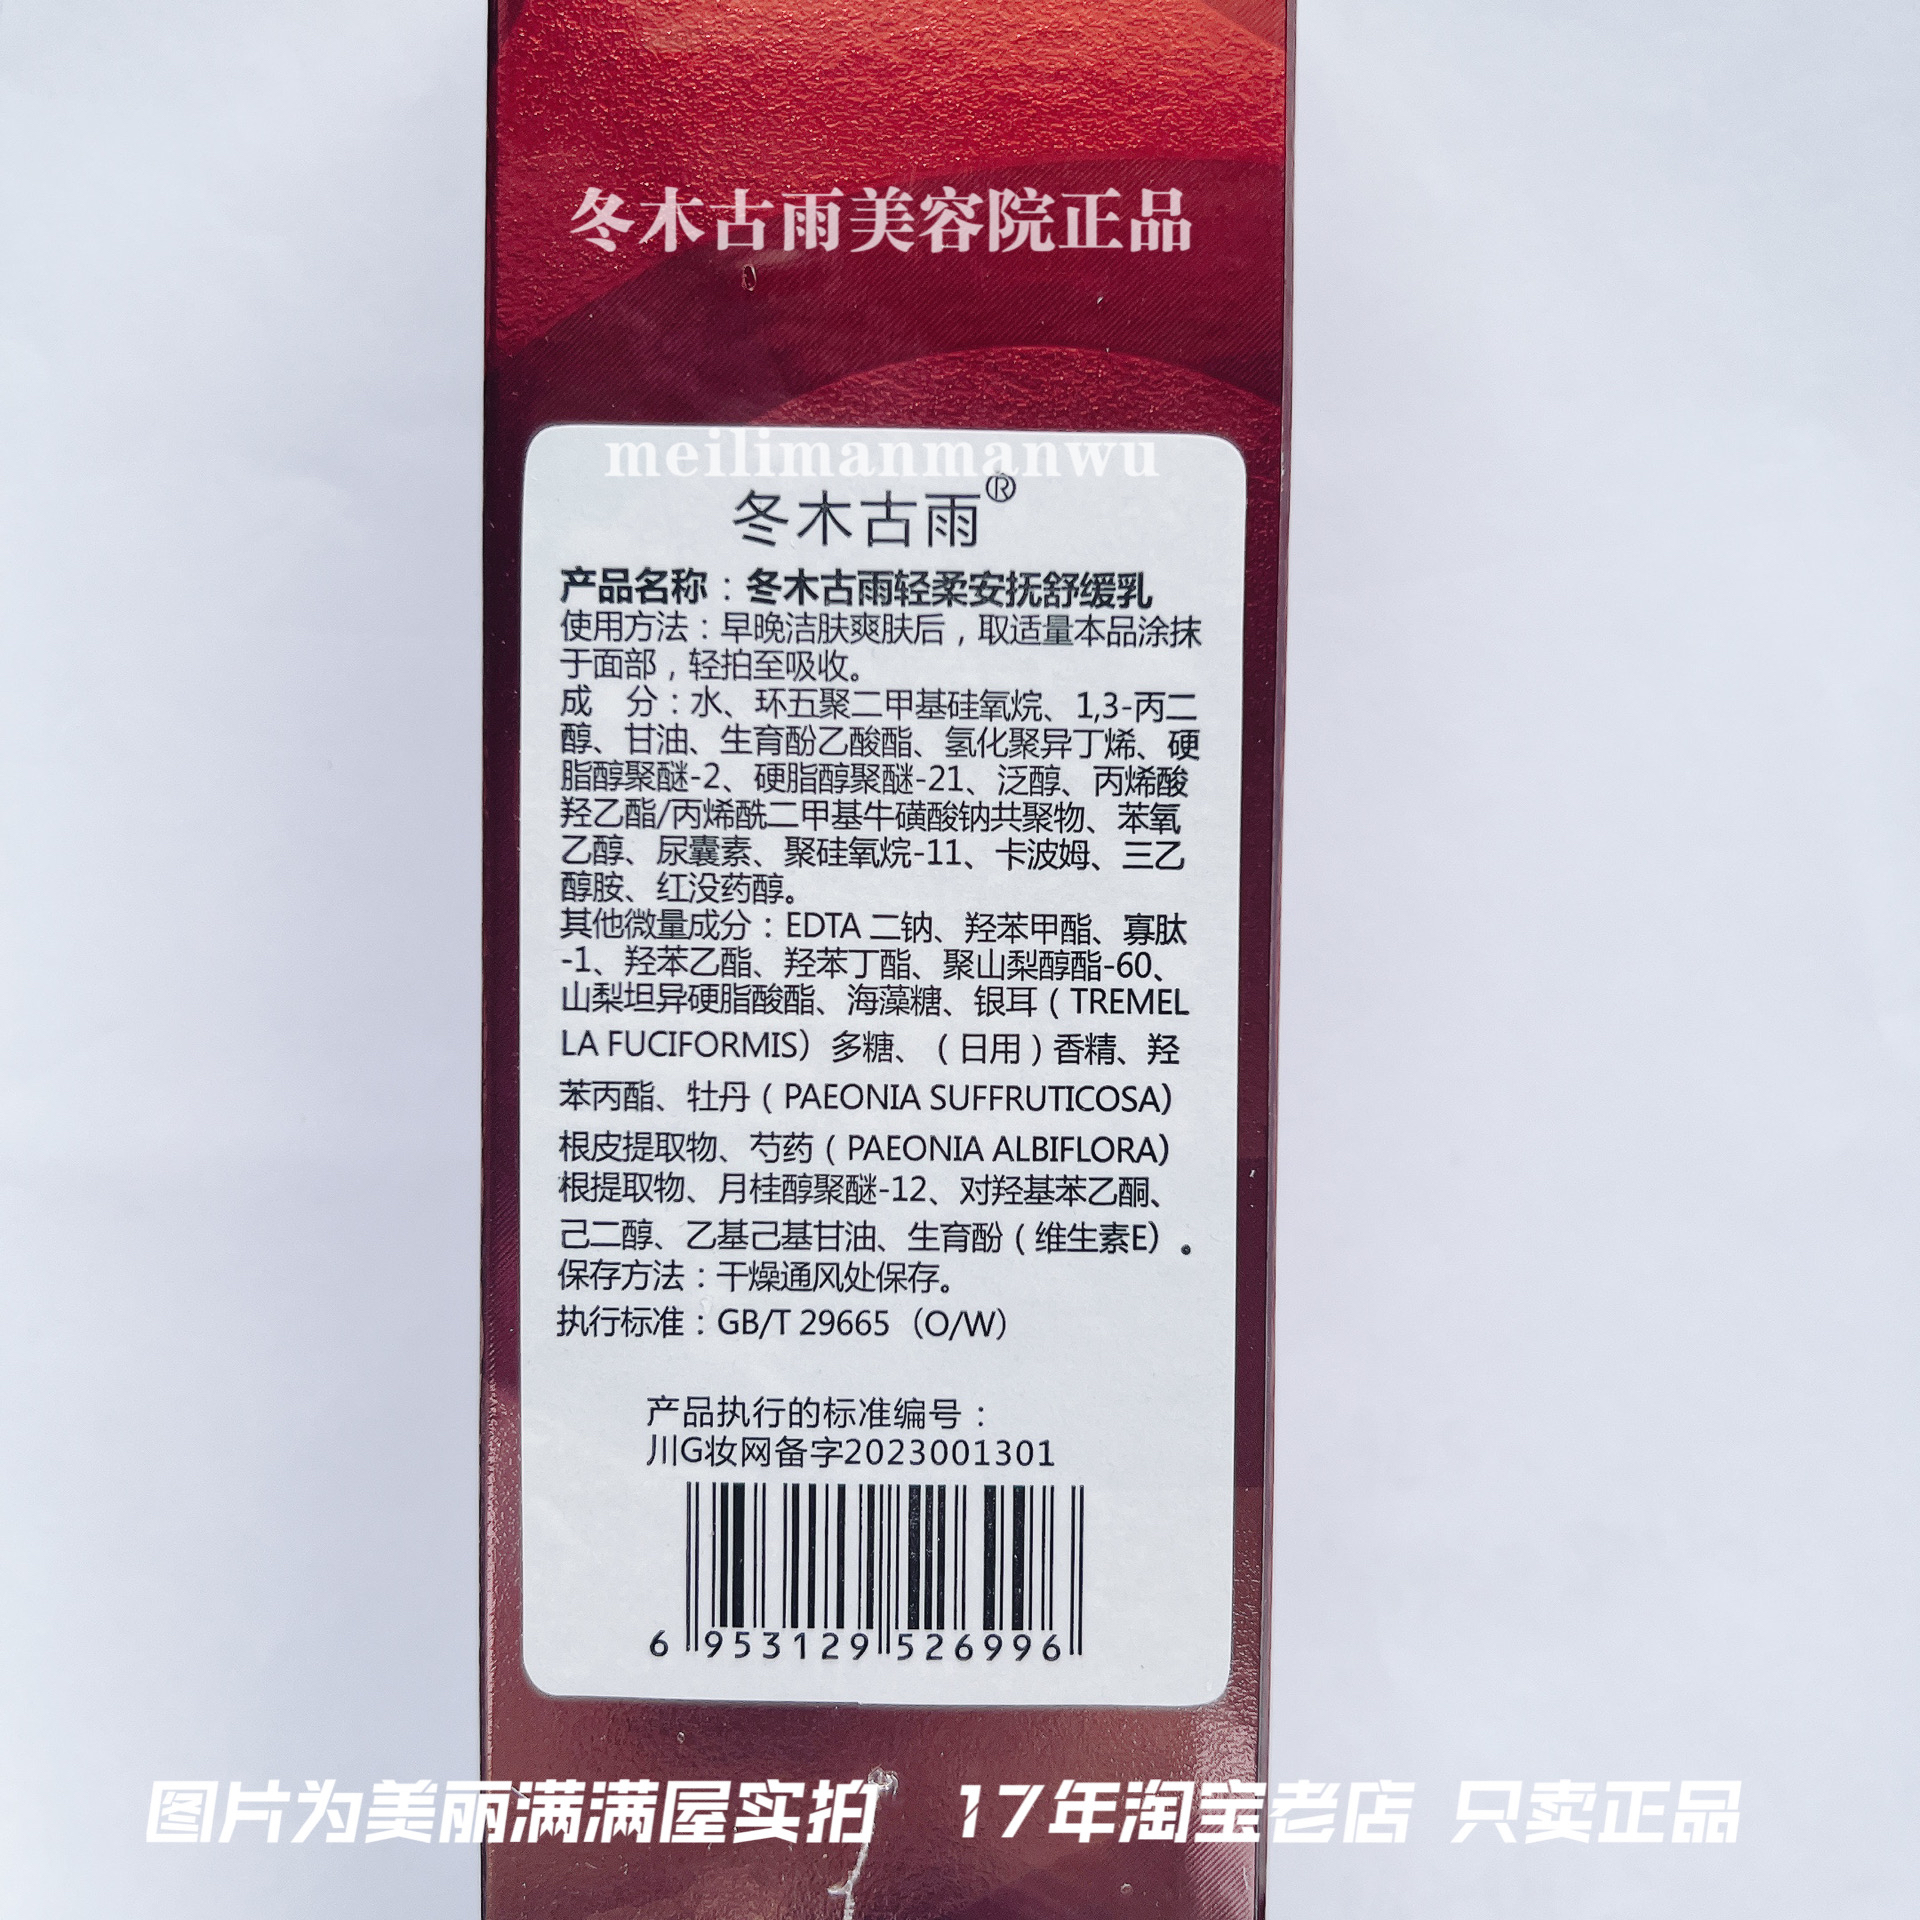 冬木古雨美容院正品
meilimanmanwu
冬木古雨®
产品名称：冬木古雨轻柔安抚舒缓乳
使用方法：早晚洁肤爽肤后，取适量本品涂抹
于面部，轻拍至吸收。
成　分：水、环五聚二甲基硅氧烷、1,3-丙二
醇、甘油、生育酚乙酸酯、氢化聚异丁烯、硬
脂醇聚醚-2、硬脂醇聚醚-21、泛醇、丙烯酸
羟乙酯/丙烯酰二甲基牛磺酸钠共聚物、苯氧
乙醇、尿囊素、聚硅氧烷-11、卡波姆、三乙
醇胺、红没药醇。
其他微量成分：EDTA 二钠、羟苯甲酯、寡肽
-1、羟苯乙酯、羟苯丁酯、聚山梨醇酯-60、
山梨坦异硬脂酸酯、海藻糖、银耳（TREMEL
LA FUCIFORMIS）多糖、（日用）香精、羟
苯丙酯、牡丹（PAEONIA SUFFRUTICOSA）
根皮提取物、芍药（PAEONIA ALBIFLORA）
根提取物、月桂醇聚醚-12、对羟基苯乙酮、
己二醇、乙基己基甘油、生育酚（维生素E）。
保存方法：干燥通风处保存。
执行标准：GB/T 29665（O/W）
产品执行的标准编号：
川G妆网备字2023001301
6 953129 526996
图片为美丽满满屋实拍　17年淘宝老店 只卖正品